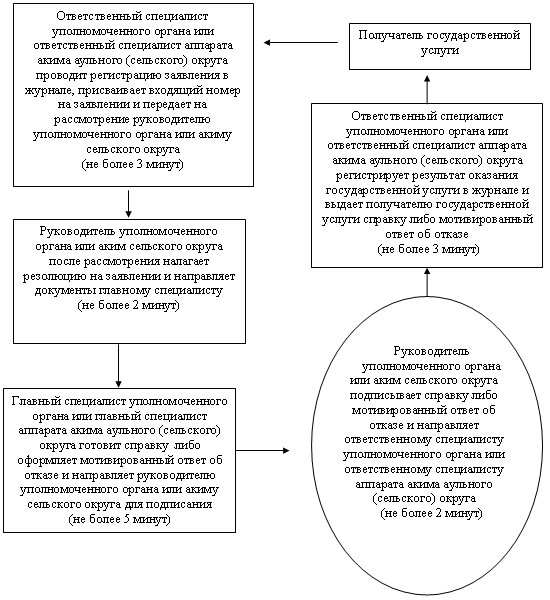 Ответственный специалист
уполномоченного органа или
ответственный специалист аппарата
акима аульного (сельского) округа
проводит регистрацию заявления в
журнале, присваивает входящий номер
на заявлении и передает на
рассмотрение руководителю
уполномоченного органа или акиму
сельского округа
(не более 3 минут)
Руководитель уполномоченного
органа или аким сельского округа
после рассмотрения налагает
резолюцию на заявлении и направляет
документы главному специалисту
(не более 2 минут)
Главный специалист уполномоченного
органа или главный специалист
аппарата акима аульного (сельского)
округа готовит справку либо
оформляет мотивированный ответ об
отказе и направляет руководителю
уполномоченного органа или акиму
сельского округа для подписания
(не более 5 минут)
Руководитель
уполномоченного органа
или аким сельского округа
подписывает справку либо
мотивированный ответ об
отказе и направляет
ответственному специалисту
уполномоченного органа или
ответственному специалисту
аппарата акима аульного
(сельского) округа
(не более 2 минут)
Ответственный специалист
уполномоченного органа или
ответственный специалист аппарата
акима аульного (сельского) округа
регистрирует результат оказания
государственной услуги в журнале и
выдает получателю государственной
услуги справку либо мотивированный
ответ об отказе
(не более 3 минут)
Получатель государственной
услуги